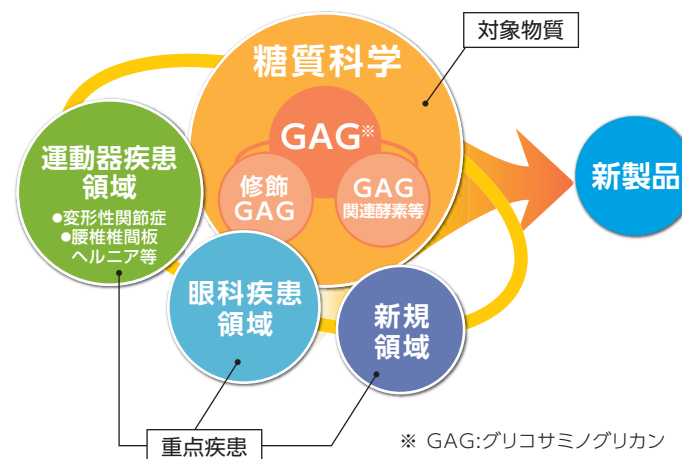 対象物質
糖質科学
GAG※
修飾
GAG
GAG
関連酵素等
新製品
運動器疾患
領域
●変形性関節症
●腰椎椎間板
ヘルニア等
眼科疾患
領域
新規
領域
重点疾患
※ GAG:グリコサミノグリカン